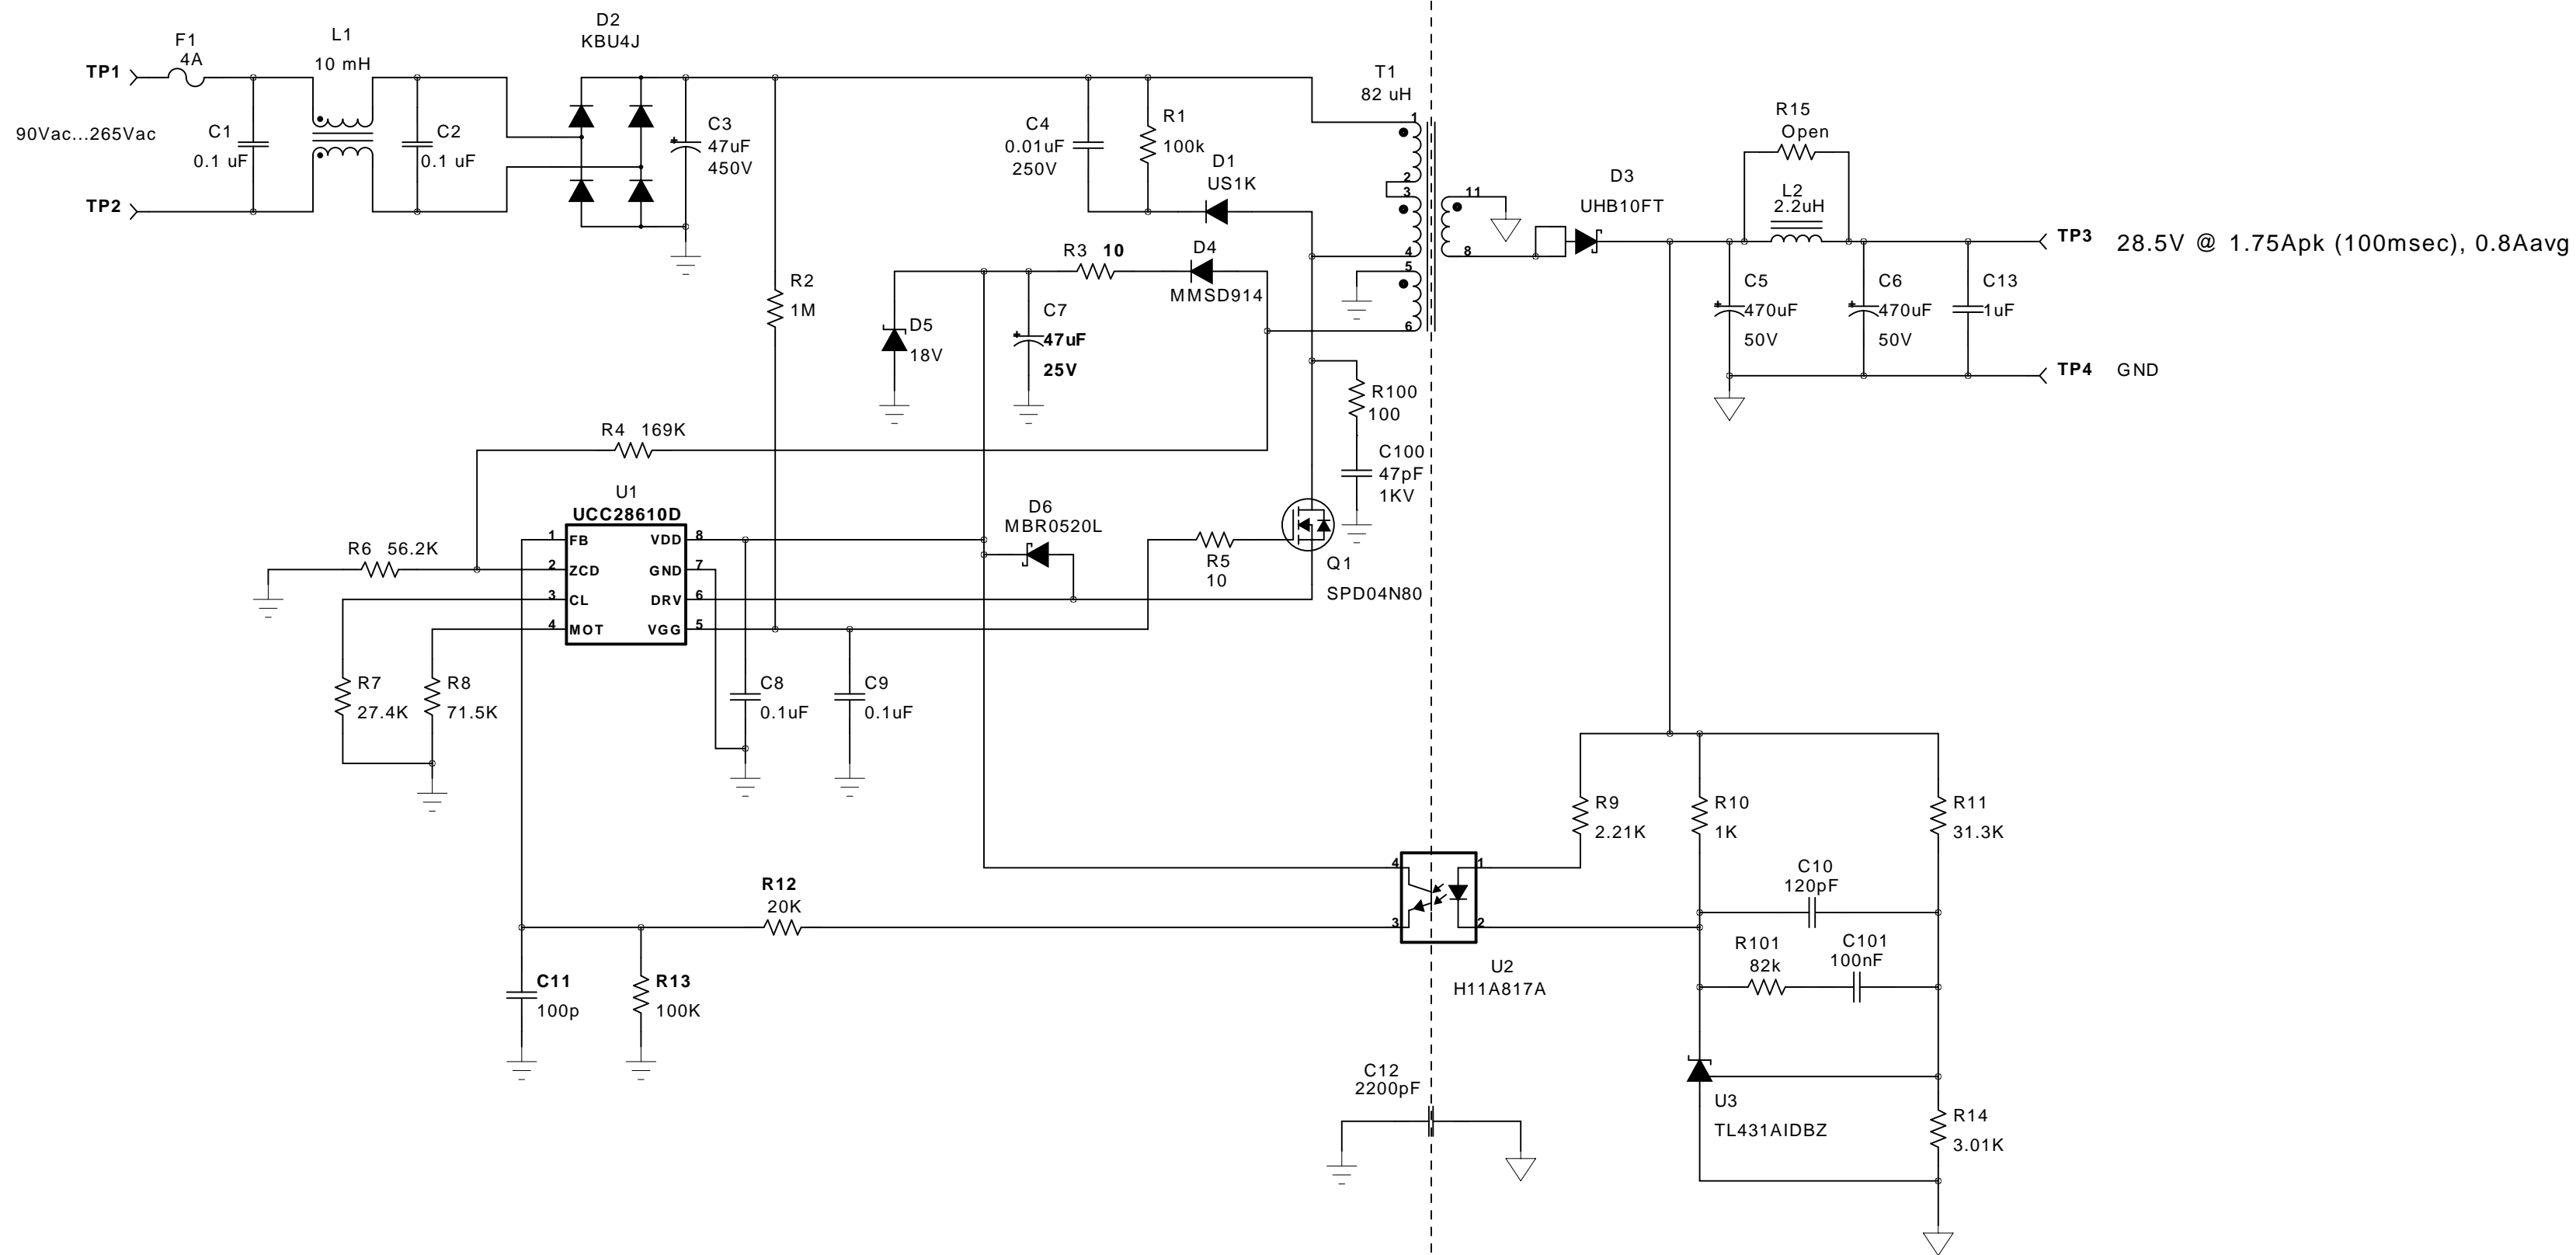 F1
4A
L1
10 mH
D2
KBU4J
TP1
90Vac...265Vac
TP2
C1
0.1 uF
C2
0.1 uF
C3
47uF
450V
C4
0.01uF
250V
R1
100k
D1
US1K
T1
82 uH
1
2
3
4
5
6
11
8
D3
UHB10FT
R15
Open
L2
2.2uH
TP3 28.5V @ 1.75Apk (100msec), 0.8Aavg
C5
470uF
50V
C6
470uF
50V
C13
1uF
TP4 GND
R2
1M
R3 10
D4
MMSD914
D5
18V
C7
47uF
25V
R100
100
C100
47pF
1KV
R4 169K
U1
UCC28610D
1 FB VDD 8
2 ZCD GND 7
3 CL DRV 6
4 MOT VGG 5
R6 56.2K
D6
MBR0520L
R5
10
Q1
SPD04N80
R7
27.4K
R8
71.5K
C8
0.1uF
C9
0.1uF
R9
2.21K
R10
1K
R11
31.3K
C10
120pF
R12
20K
4
3
1
2
U2
H11A817A
R101
82k
C101
100nF
C11
100p
R13
100K
C12
2200pF
U3
TL431AIDBZ
R14
3.01K